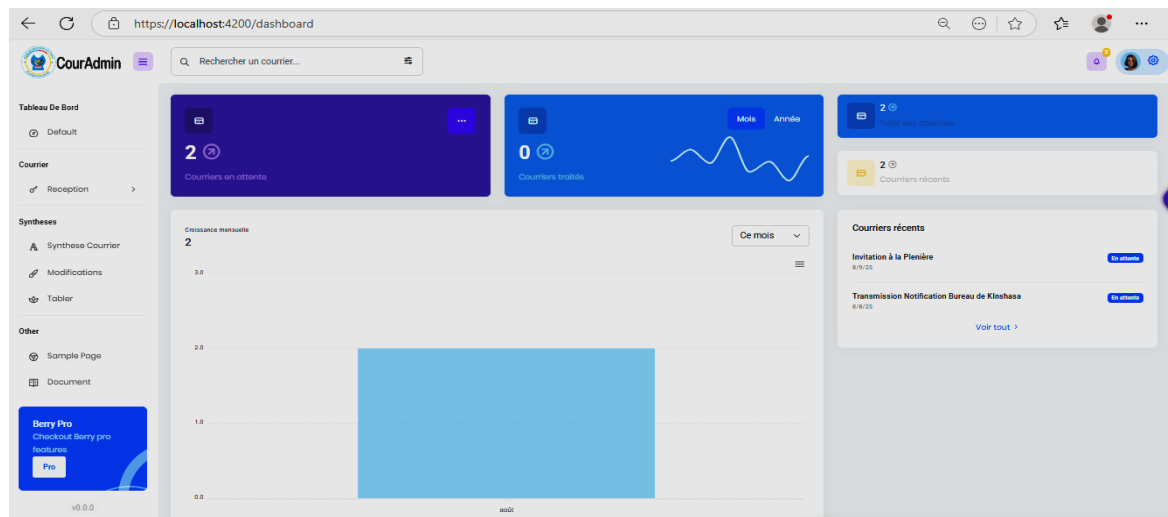 https://localhost:4200/dashboard
CourAdmin
Rechercher un courrier...
3
Tableau De Bord
Default
Courrier
Reception
Syntheses
Synthese Courrier
Modifications
Tabler
Other
Sample Page
Document
Berry Pro
Checkout Berry pro
features
Pro
v0.0.0
2
Courriers en attente
Mois Année
0
Courriers traités
2
Total des courriers
2
Courriers récents
Croissance mensuelle
2
Ce mois
3.0
2.0
1.0
0.0
août
Courriers récents
Invitation à la Plenière
En attente
8/9/25
Transmission Notification Bureau de KInshasa
En attente
8/8/25
Voir tout